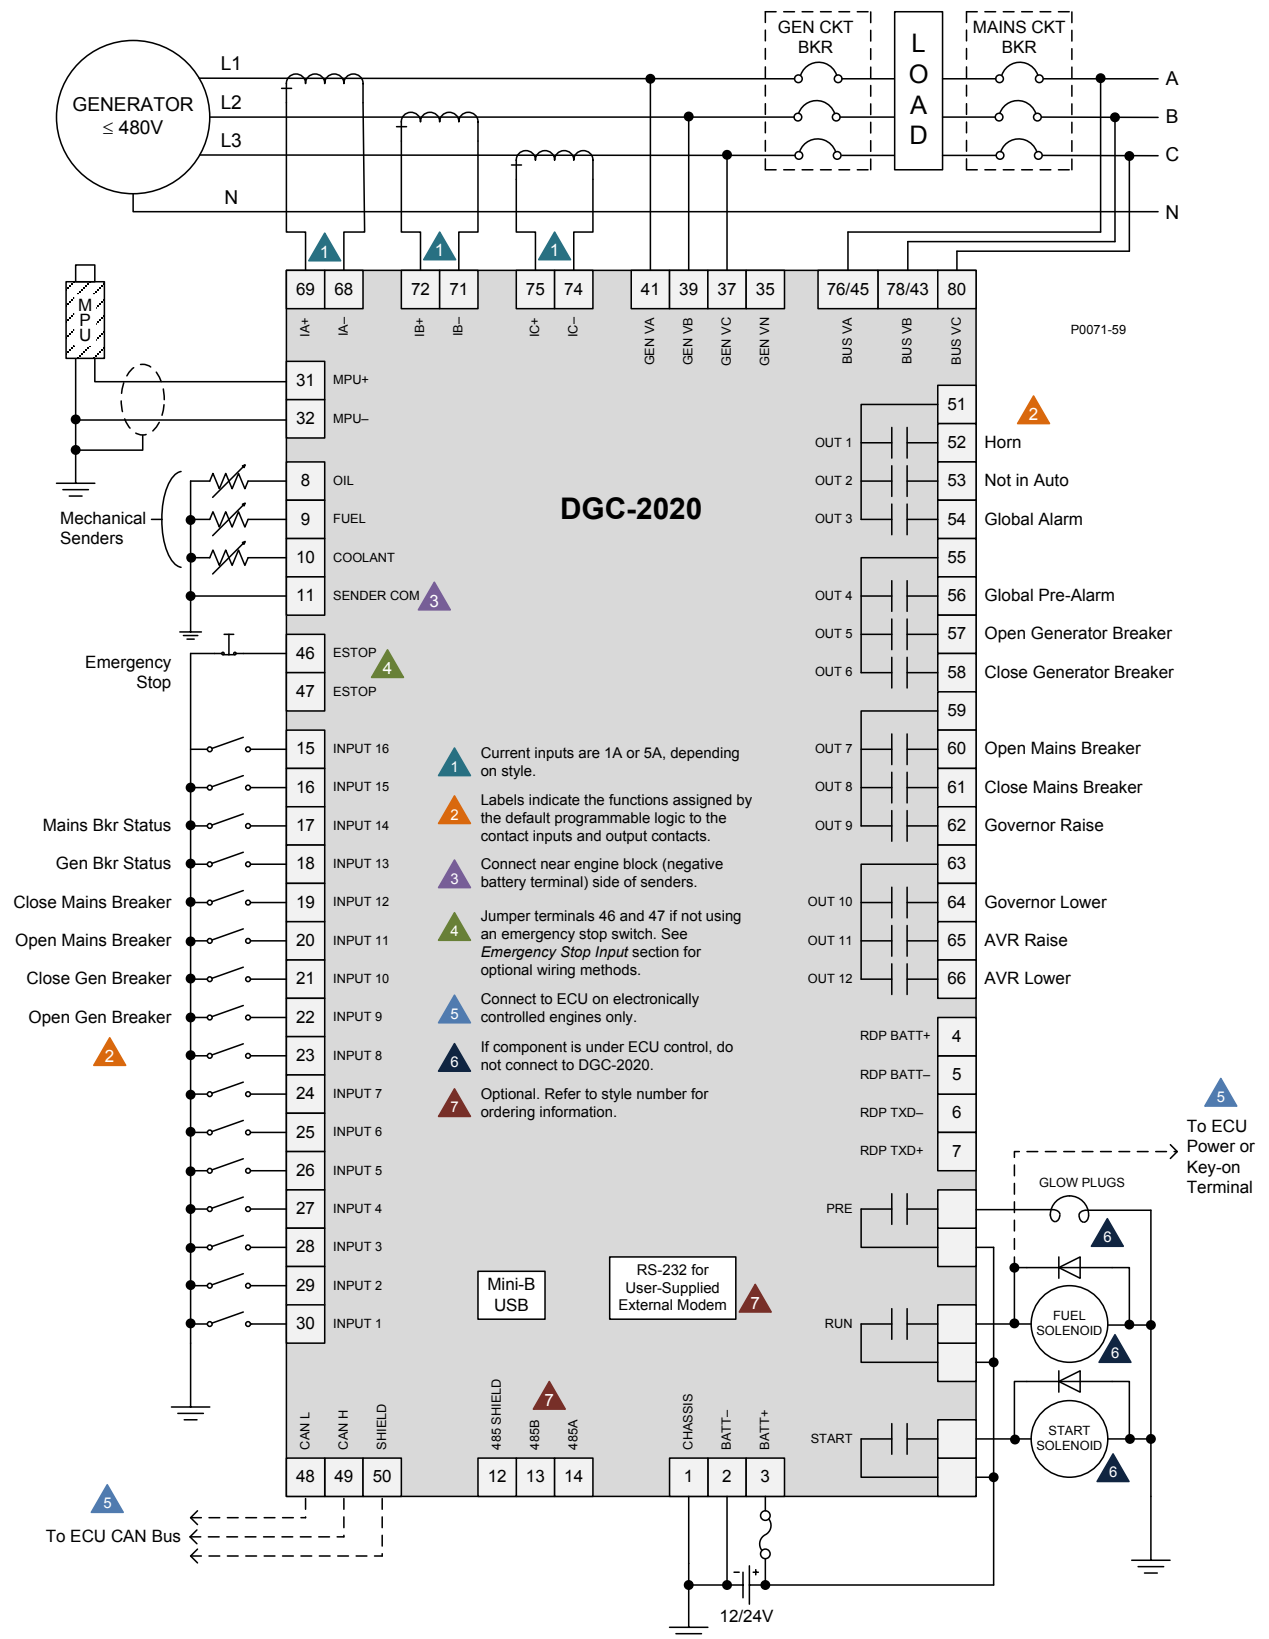 GEN CKT
BKR
LOAD
MAINS CKT
BKR
GENERATOR
≤ 480V
L1
L2
L3
N
A
B
C
N
1
1
1
69
68
72
71
75
74
41
39
37
35
76/45
78/43
80
IA+
IA–
IB+
IB–
IC+
IC–
GEN VA
GEN VB
GEN VC
GEN VN
BUS VA
BUS VB
BUS VC
P0071-59
MPU
31 MPU+
32 MPU–
Mechanical
Senders
8 OIL
9 FUEL
10 COOLANT
11 SENDER COM
3
DGC-2020
Emergency
Stop
46 ESTOP
47 ESTOP
4
15 INPUT 16
16 INPUT 15
Mains Bkr Status 17 INPUT 14
Gen Bkr Status 18 INPUT 13
Close Mains Breaker 19 INPUT 12
Open Mains Breaker 20 INPUT 11
Close Gen Breaker 21 INPUT 10
Open Gen Breaker 22 INPUT 9
2
23 INPUT 8
24 INPUT 7
25 INPUT 6
26 INPUT 5
27 INPUT 4
28 INPUT 3
29 INPUT 2
30 INPUT 1
1 Current inputs are 1A or 5A, depending
on style.
2 Labels indicate the functions assigned by
the default programmable logic to the
contact inputs and output contacts.
3 Connect near engine block (negative
battery terminal) side of senders.
4 Jumper terminals 46 and 47 if not using
an emergency stop switch. See
Emergency Stop Input section for
optional wiring methods.
5 Connect to ECU on electronically
controlled engines only.
6 If component is under ECU control, do
not connect to DGC-2020.
7 Optional. Refer to style number for
ordering information.
51
2
OUT 1 52 Horn
OUT 2 53 Not in Auto
OUT 3 54 Global Alarm
55
OUT 4 56 Global Pre-Alarm
OUT 5 57 Open Generator Breaker
OUT 6 58 Close Generator Breaker
59
OUT 7 60 Open Mains Breaker
OUT 8 61 Close Mains Breaker
OUT 9 62 Governor Raise
63
OUT 10 64 Governor Lower
OUT 11 65 AVR Raise
OUT 12 66 AVR Lower
RDP BATT+ 4
RDP BATT– 5
RDP TXD– 6
RDP TXD+ 7
5
To ECU
Power or
Key-on
Terminal
PRE
GLOW PLUGS
6
RUN
FUEL
SOLENOID
6
START
START
SOLENOID
6
Mini-B
USB
RS-232 for
User-Supplied
External Modem
7
CAN L
CAN H
SHIELD
485 SHIELD
485B
485A
7
CHASSIS
BATT–
BATT+
48
49
50
12
13
14
1
2
3
5
To ECU CAN Bus
- +
12/24V